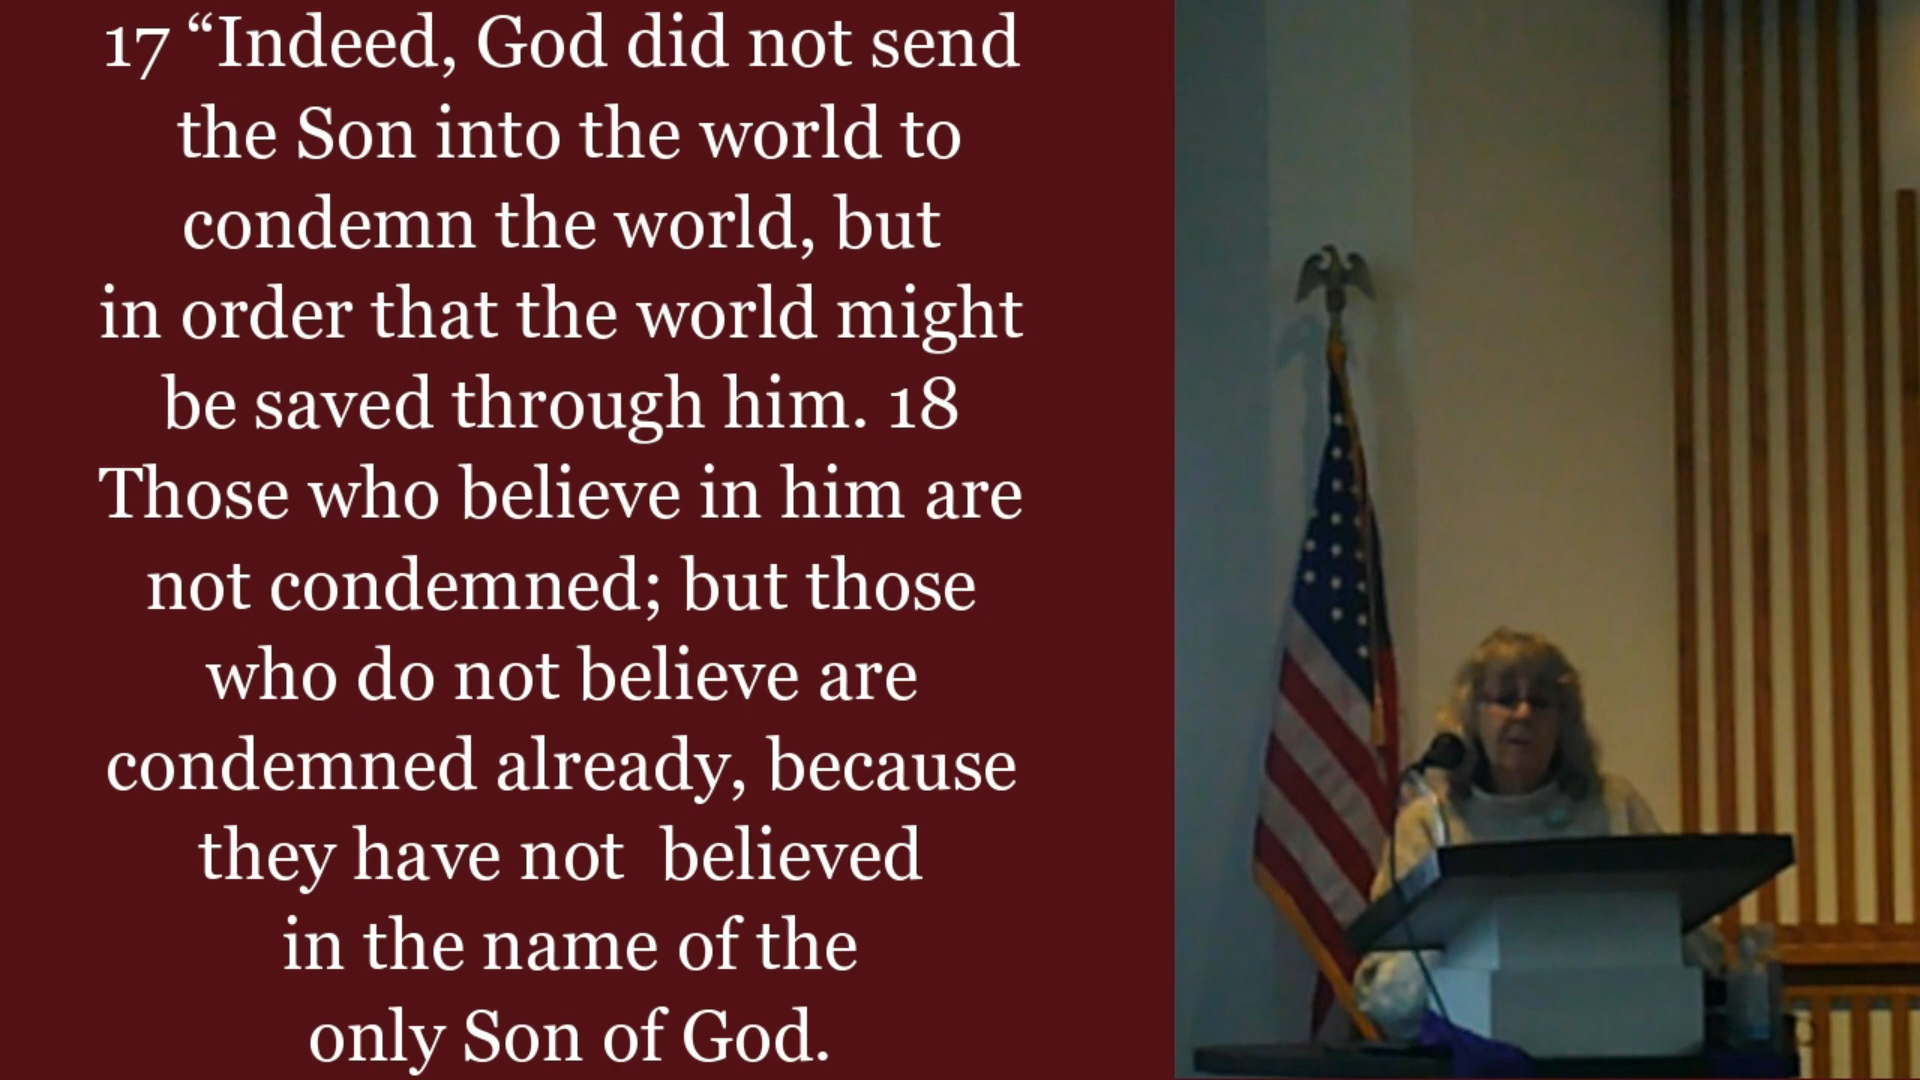 17 “Indeed, God did not send
the Son into the world to
condemn the world, but
in order that the world might
be saved through him. 18
Those who believe in him are
not condemned; but those
who do not believe are
condemned already, because
they have not  believed
in the name of the
only Son of God.